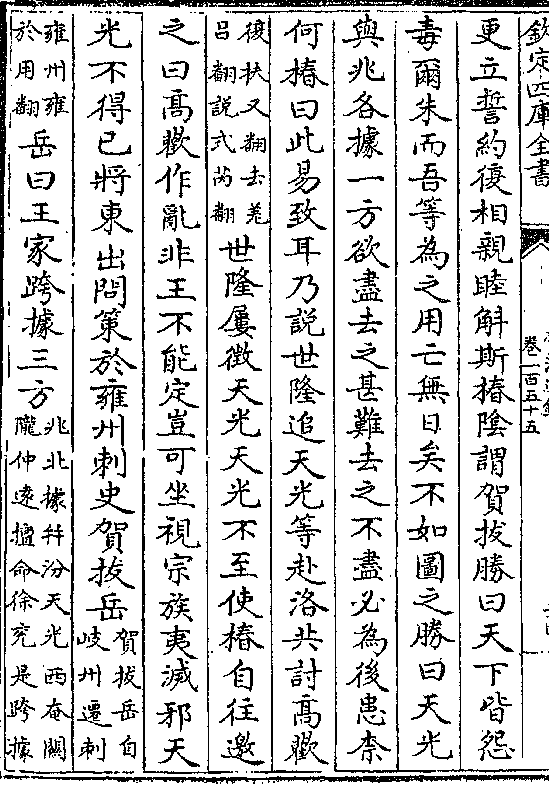 欽定四庫全書
卷一百五十五
更立誓約復相親睦斛斯椿陰謂賀拔勝曰天下皆怨
毒爾朱而吾等為之用亡無日矣不如圖之勝曰天光
與兆各據一方欲盡去之甚難去之不盡必為後患柰
何椿曰此易致耳乃說世隆追天光等赴洛共討高歡
復扶又翻去羌
呂翻說式芮翻
世隆屢徵天光天光不至使椿自往邀
之曰高歡作亂非王不能定豈可坐視宗族夷滅邪天
光不得已將東出問策於雍州刺史賀拔岳
賀拔岳自
岐州遷刺
雍州雍
於用翻
岳曰王家跨據三方
兆北據并汾天光西奄關
隴仲遠擅命徐兗是跨據